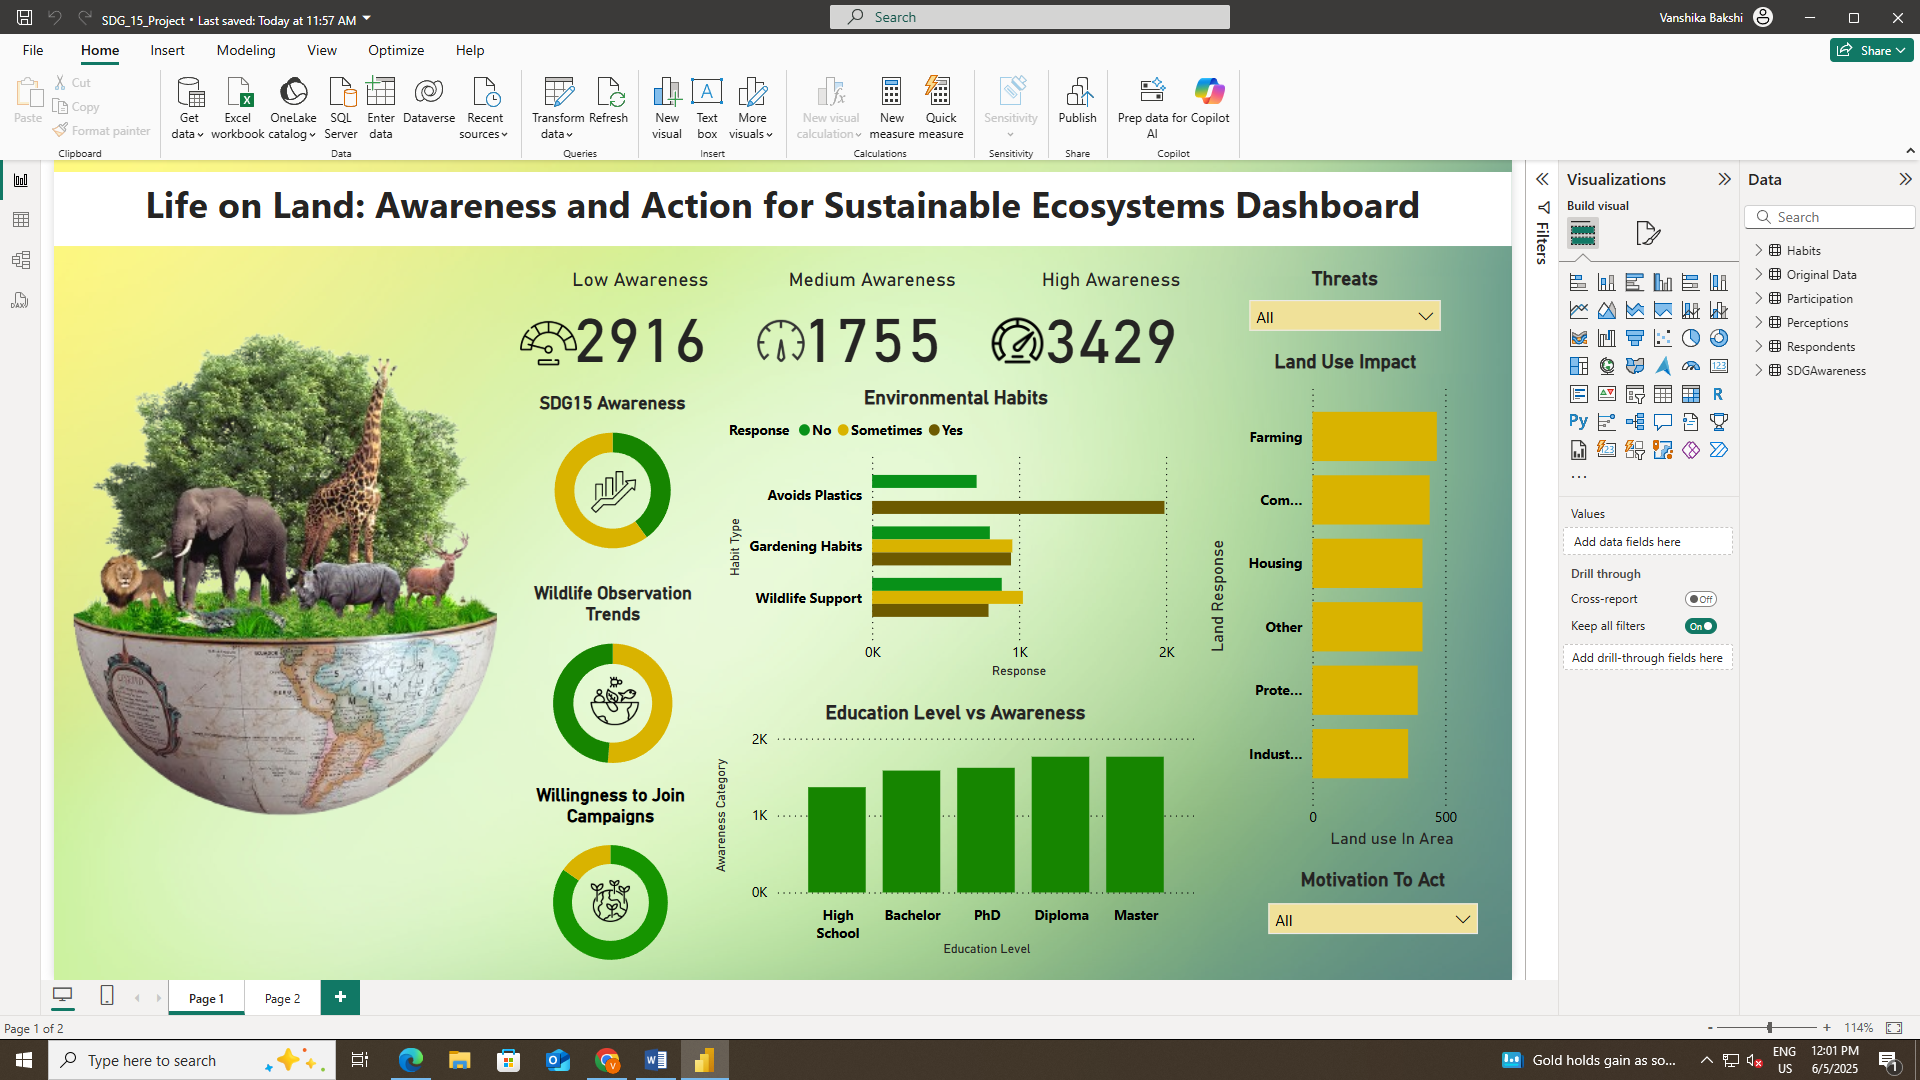 SDG_15_Project • Last saved: Today at 11:57 AM
Search
Vanshika Bakshi
File Home Insert Modeling View Optimize Help
Share
Paste
Cut
Copy
Format painter
Clipboard
Get data
Excel workbook
OneLake catalog
SQL Server
Enter data
Dataverse
Recent sources
Data
Transform data
Refresh
Queries
New visual
Text box
More visuals
Insert
New visual calculation
New measure
Quick measure
Calculations
Sensitivity
Sensitivity
Publish
Share
Prep data for AI
Copilot
Copilot
Life on Land: Awareness and Action for Sustainable Ecosystems Dashboard
Low Awareness
2916
Medium Awareness
1755
High Awareness
3429
SDG15 Awareness
Wildlife Observation
Trends
Willingness to Join
Campaigns
Environmental Habits
Response No Sometimes Yes
Habit Type
Avoids Plastics
Gardening Habits
Wildlife Support
0K 1K 2K
Response
Education Level vs Awareness
Awareness Category
2K
1K
0K
High School
Bachelor
PhD
Diploma
Master
Education Level
Threats
All
Land Use Impact
Land Response
Farming
Com...
Housing
Other
Prote...
Indust...
0 500
Land use In Area
Motivation To Act
All
Filters
Visualizations
Build visual
123
R
Py
123
...
Values
Add data fields here
Drill through
Cross-report
Off
Keep all filters
On
Add drill-through fields here
Data
Search
Habits
Original Data
Participation
Perceptions
Respondents
SDGAwareness
DAX
Page 1
Page 2
+
Page 1 of 2
- + 114%
Type here to search
Gold holds gain as so...
ENG
US
12:01 PM
6/5/2025
1